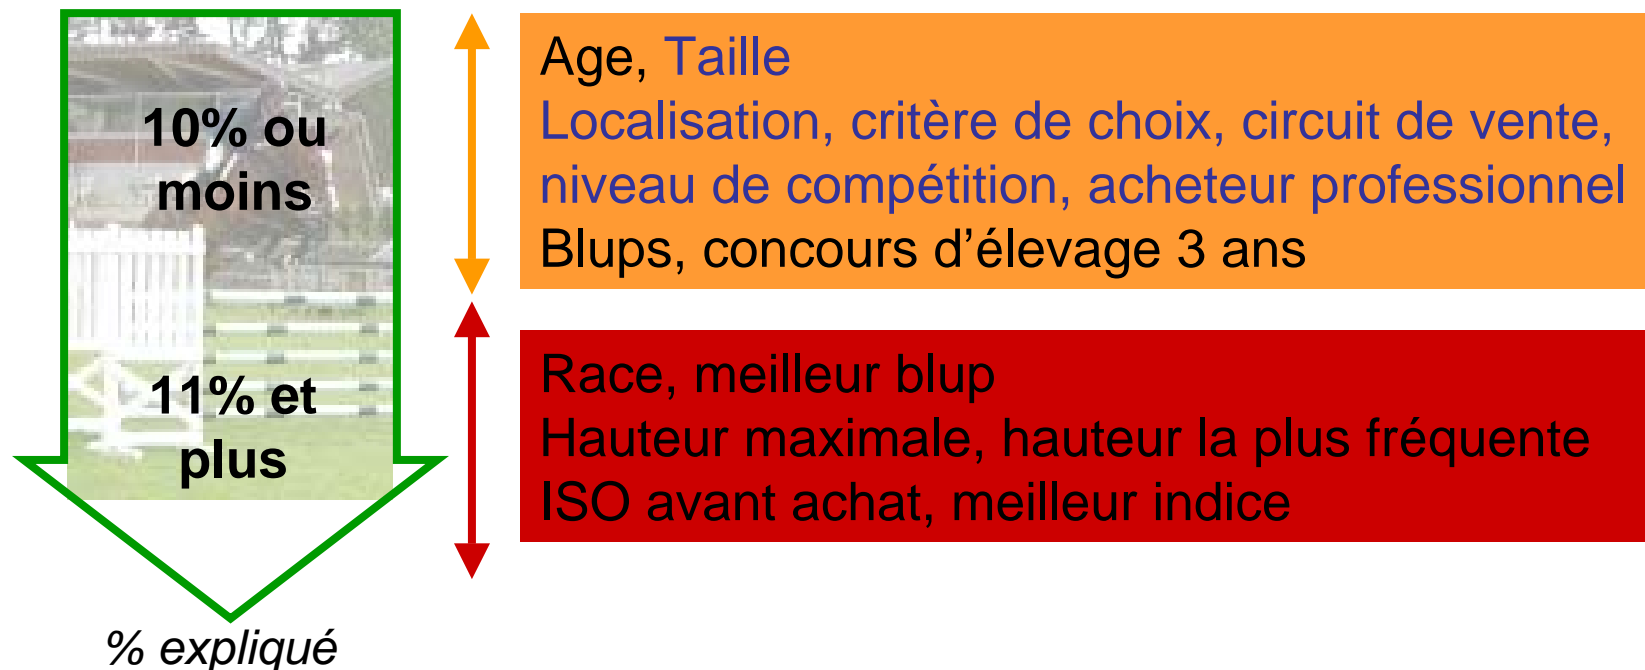 10% ou
moins
11% et
plus
% expliqué
Age, Taille
Localisation, critère de choix, circuit de vente,
niveau de compétition, acheteur professionnel
Blups, concours d’élevage 3 ans
Race, meilleur blup
Hauteur maximale, hauteur la plus fréquente
ISO avant achat, meilleur indice